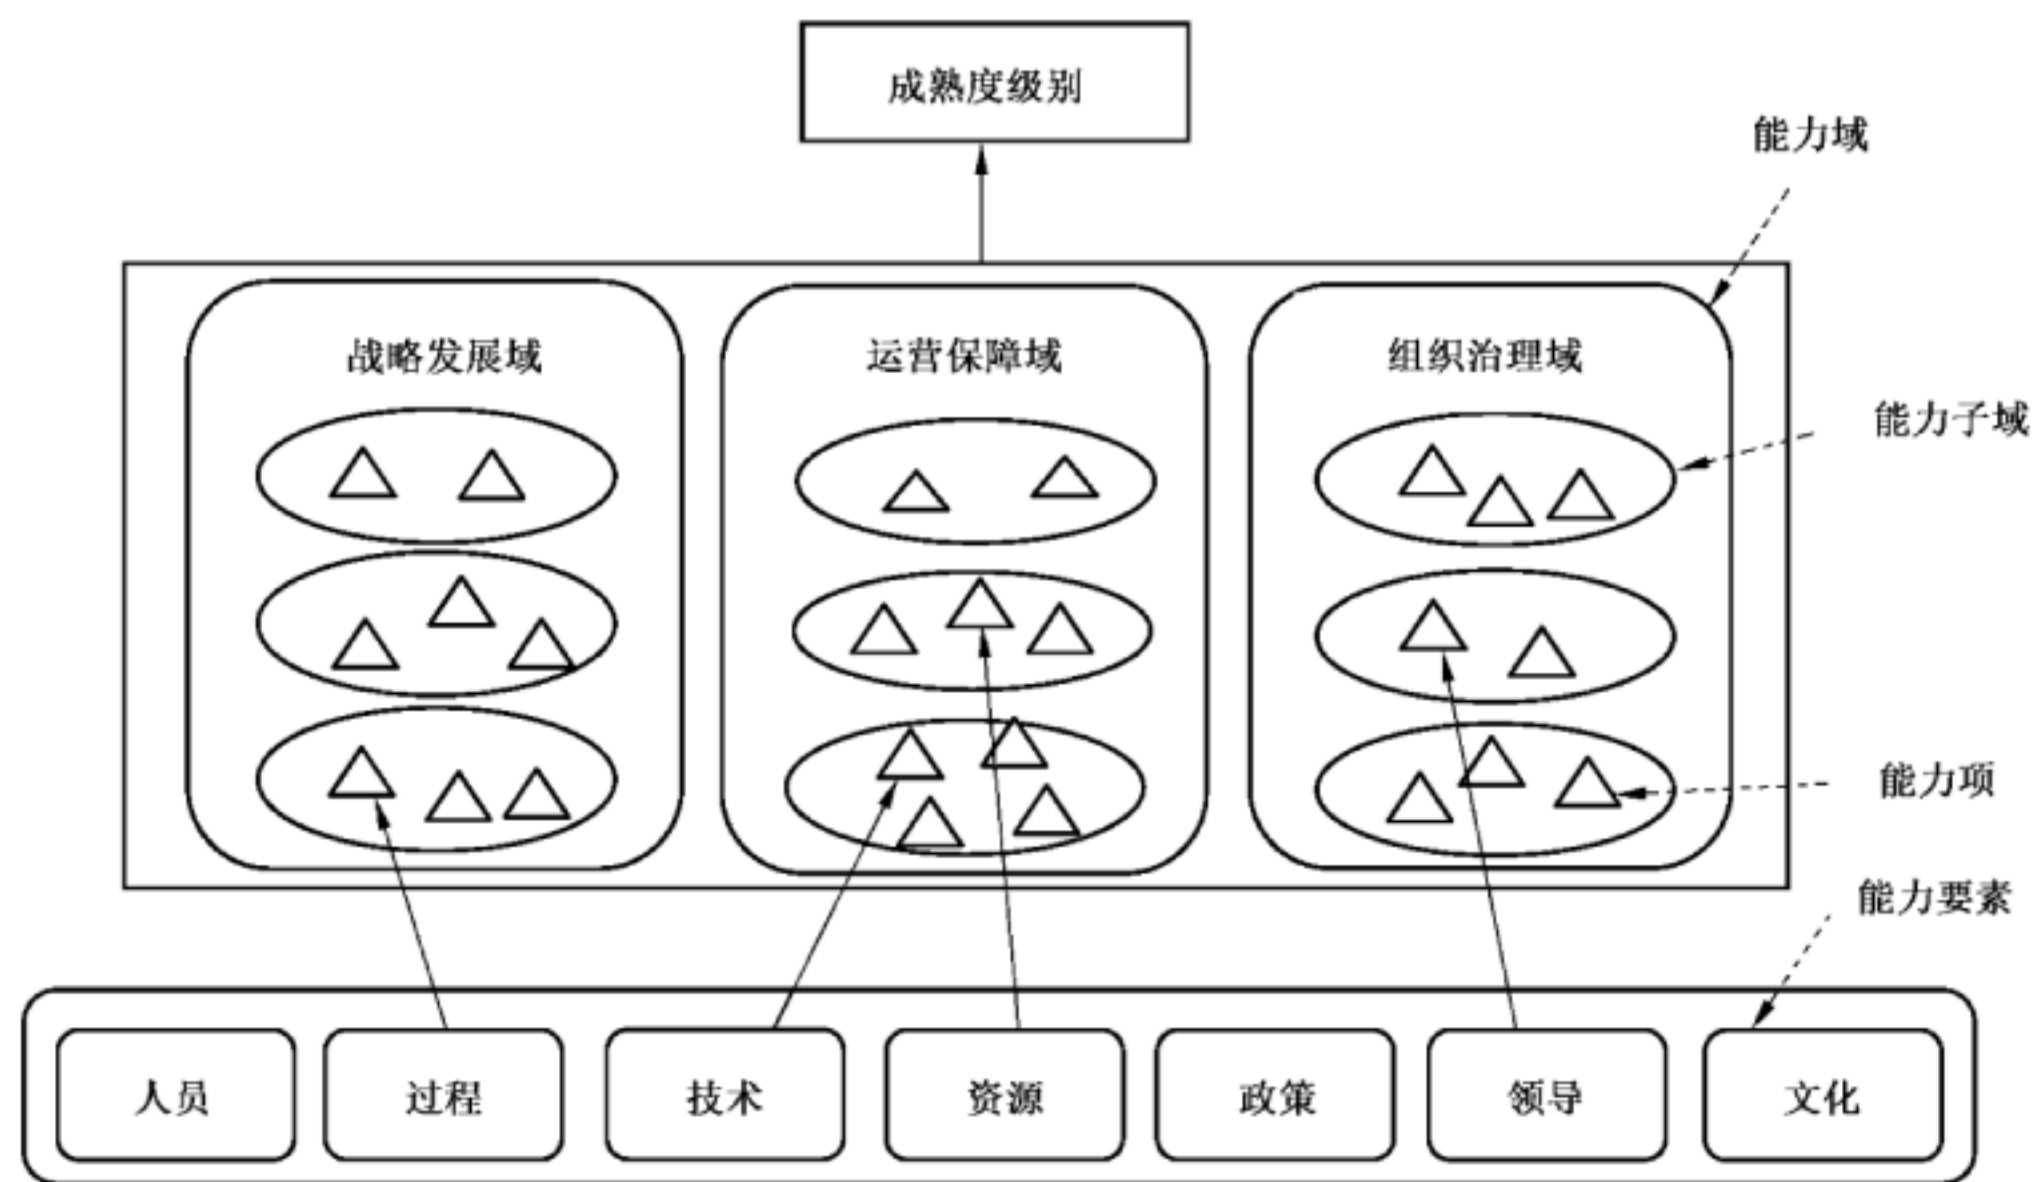 成熟度级别
能力域
战略发展域
运营保障域
组织治理域
能力子域
能力项
能力要素
人员
过程
技术
资源
政策
领导
文化